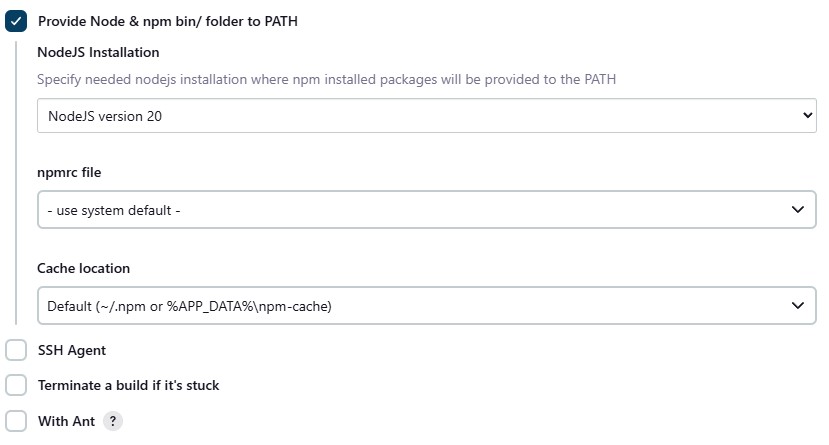 Provide Node & npm bin/ folder to PATH
NodeJS Installation
Specify needed nodejs installation where npm installed packages will be provided to the PATH
NodeJS version 20
npmrc file
- use system default -
Cache location
Default (~/.npm or %APP_DATA%\npm-cache)
SSH Agent
Terminate a build if it's stuck
With Ant ?